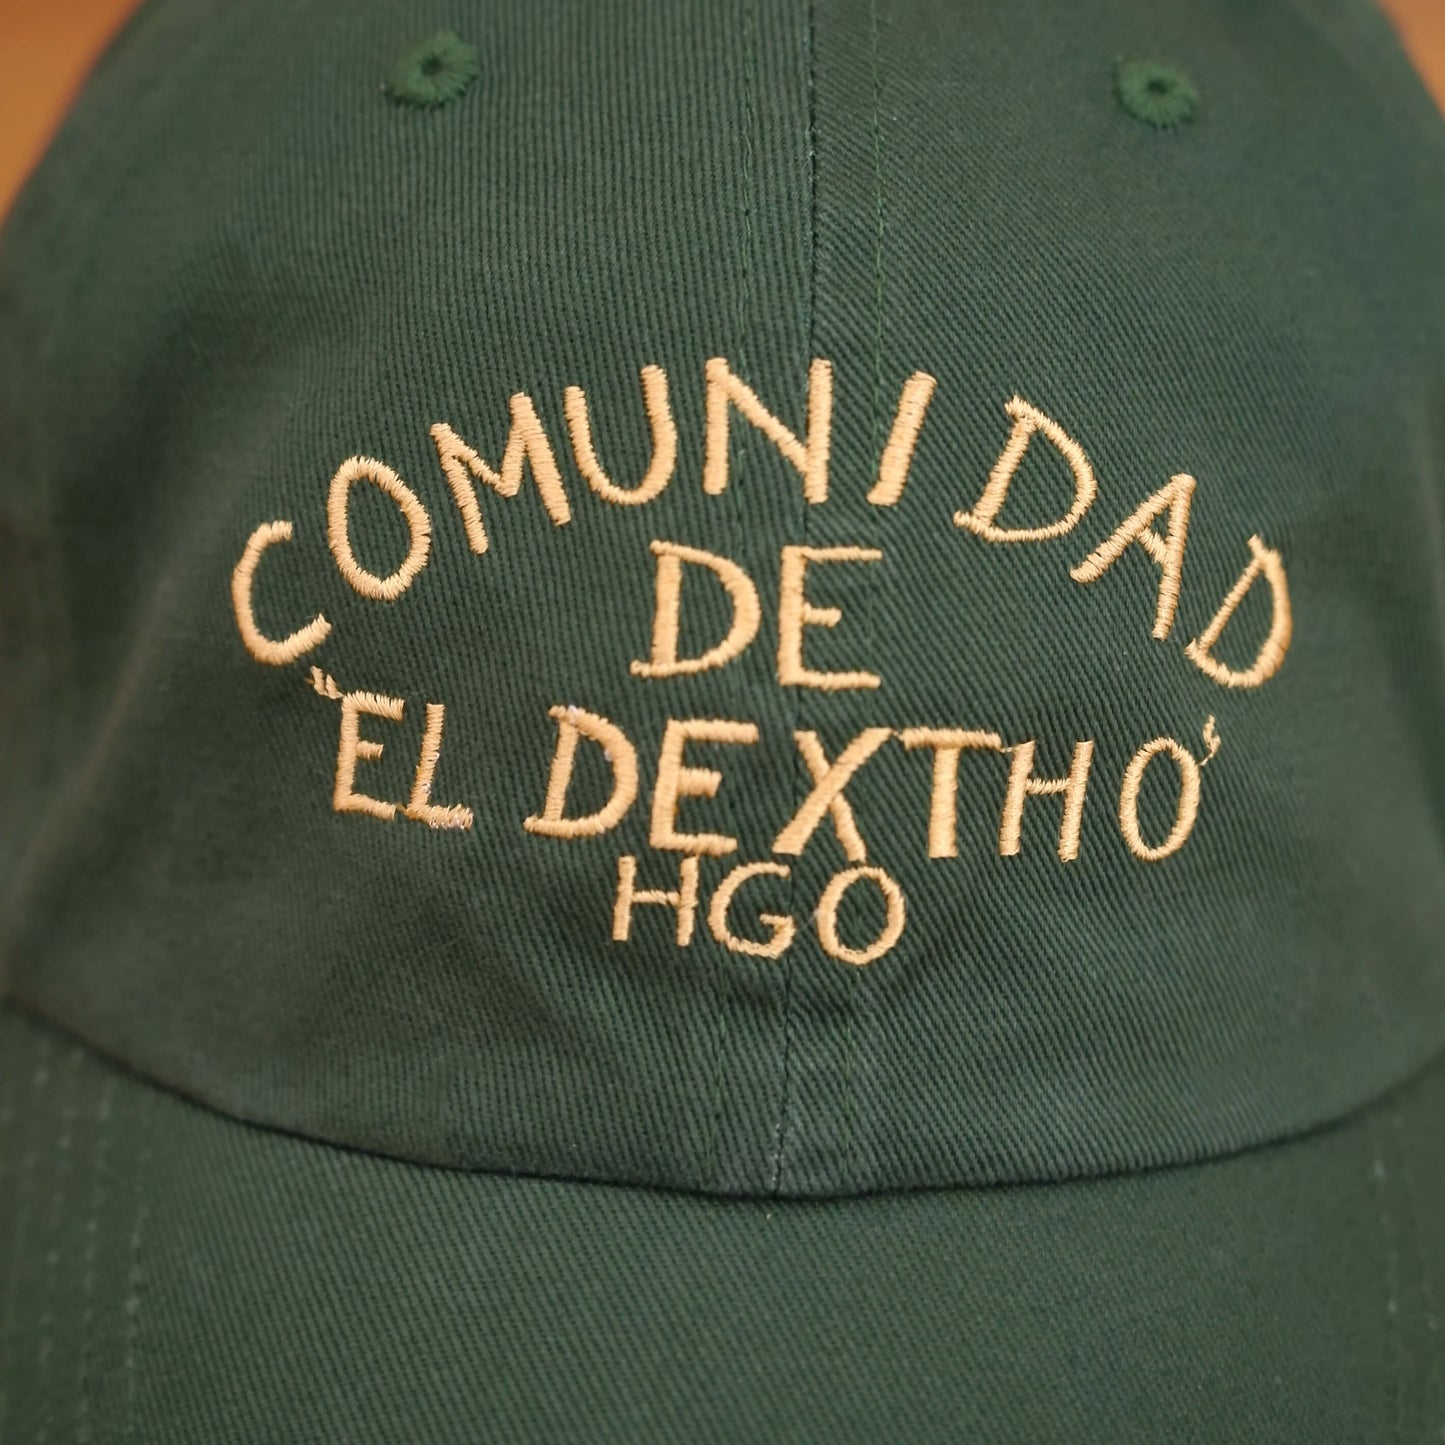 COMUNIDAD
DE
"EL DEXTHO"
HGO